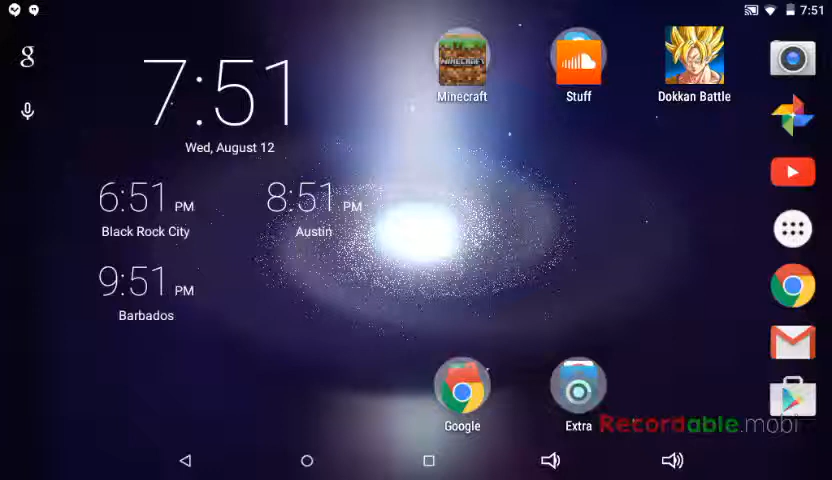 7:51
g
7:51
Wed, August 12
6:51 PM
Black Rock City
8:51 PM
Austin
9:51 PM
Barbados
MINECRAFT
Minecraft
Stuff
Dokkan Battle
Google
Extra
Recordable.mobi